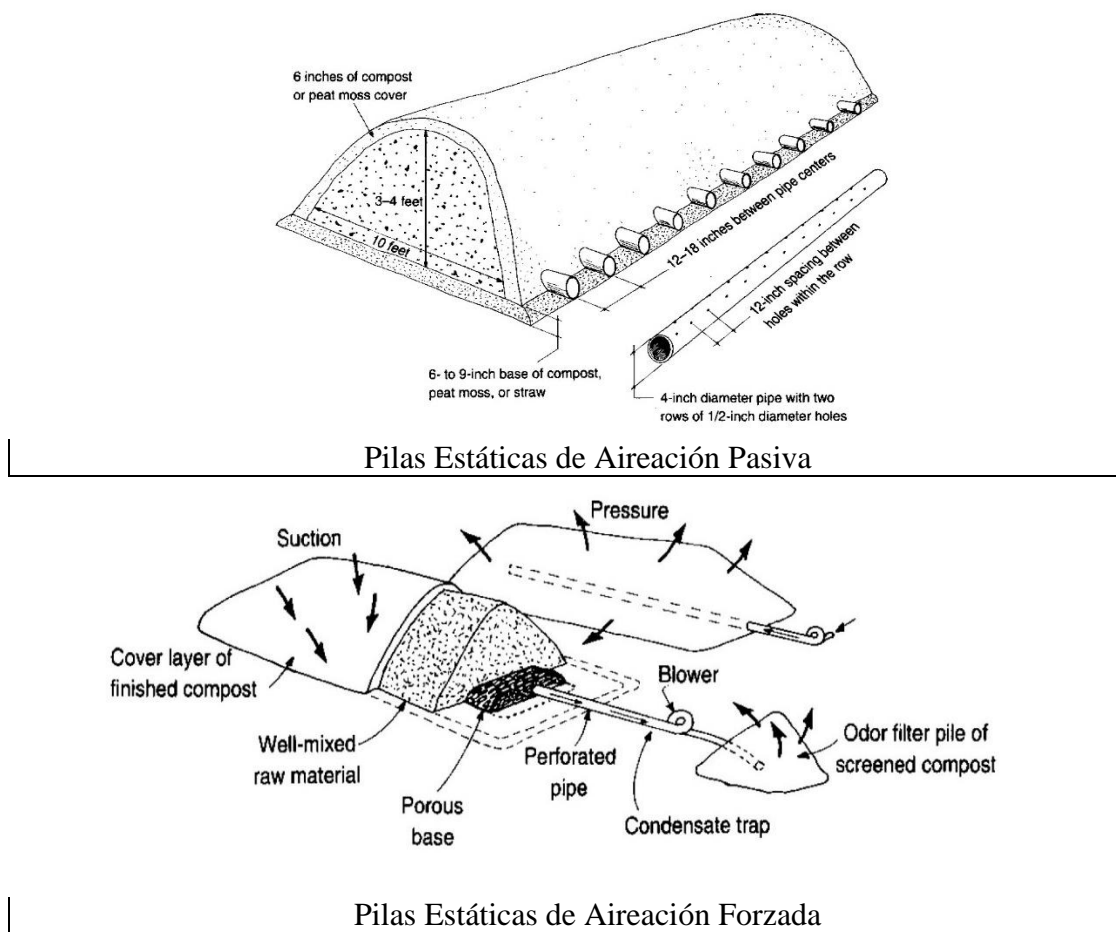 6 inches of compost
or peat moss cover
3–4 feet
10 feet
12–18 inches between pipe centers
12-inch spacing between
holes within the row
6- to 9-inch base of compost,
peat moss, or straw
4-inch diameter pipe with two
rows of 1/2-inch diameter holes
Pilas Estáticas de Aireación Pasiva
Pressure
Suction
Cover layer of
finished compost
Blower
Well-mixed
raw material
Perforated
pipe
Odor filter pile of
screened compost
Porous
base
Condensate trap
Pilas Estáticas de Aireación Forzada